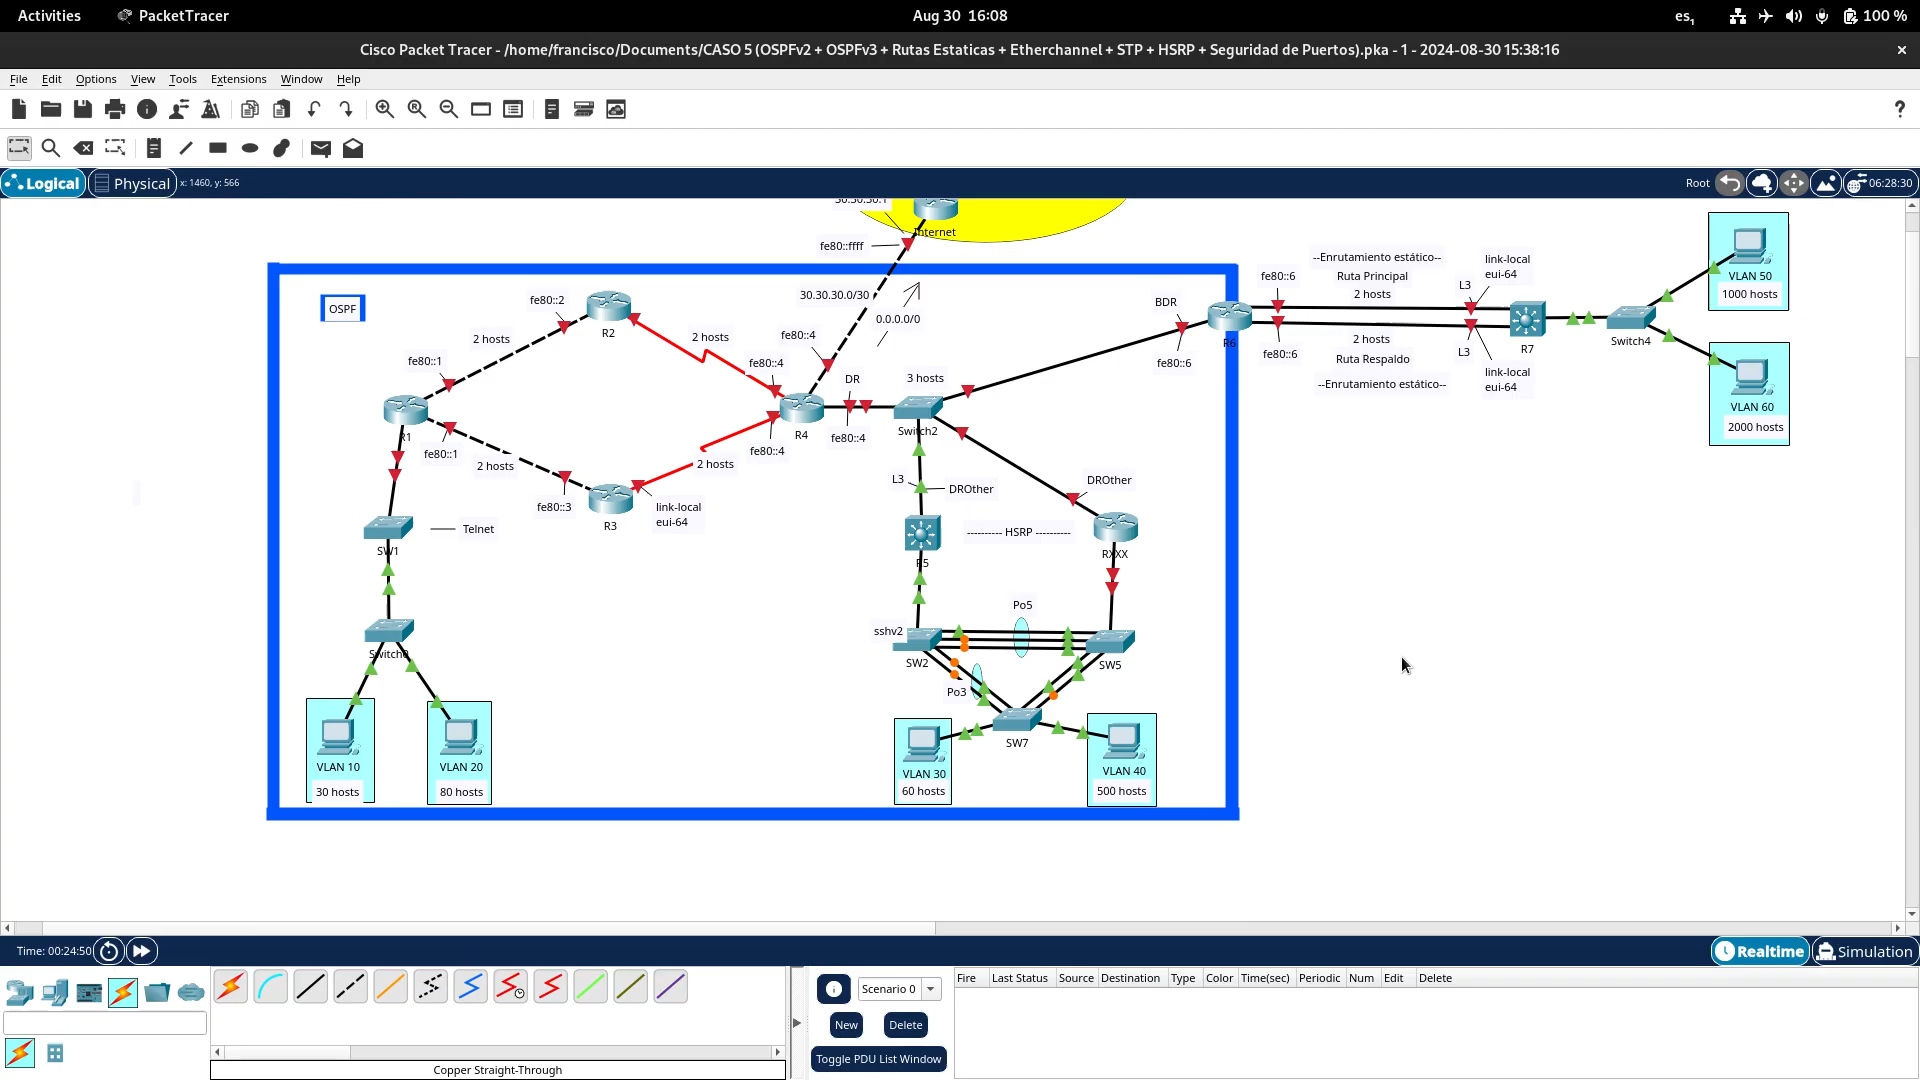 Activities
PacketTracer
Aug 30 16:08
es₁
100 %
Cisco Packet Tracer - /home/francisco/Documents/CASO 5 (OSPFv2 + OSPFv3 + Rutas Estaticas + Etherchannel + STP + HSRP + Seguridad de Puertos).pka - 1 - 2024-08-30 15:38:16
File Edit Options View Tools Extensions Window Help
Logical
Physical
x: 1460, y: 566
Root
06:28:30
30.30.30.1
Internet
fe80::ffff
OSPF
30.30.30.0/30
0.0.0.0/0
fe80::2
R2
2 hosts
2 hosts
fe80::4
fe80::4
fe80::1
R1
fe80::1
2 hosts
fe80::3
R3
link-local
eui-64
2 hosts
fe80::4
R4
DR
fe80::4
3 hosts
Switch2
BDR
fe80::6
R6
fe80::6
fe80::6
--Enrutamiento estático--
Ruta Principal
2 hosts
2 hosts
Ruta Respaldo
--Enrutamiento estático--
L3
link-local
eui-64
L3
link-local
eui-64
R7
Switch4
VLAN 50
1000 hosts
VLAN 60
2000 hosts
SW1
Telnet
Switch0
VLAN 10
30 hosts
VLAN 20
80 hosts
L3
DROther
DROther
---------- HSRP ----------
R5
RXXX
Po5
sshv2
SW2
SW5
Po3
SW7
VLAN 30
60 hosts
VLAN 40
500 hosts
Time: 00:24:50
Realtime
Simulation
Scenario 0
New
Delete
Toggle PDU List Window
Fire Last Status Source Destination Type Color Time(sec) Periodic Num Edit Delete
Copper Straight-Through